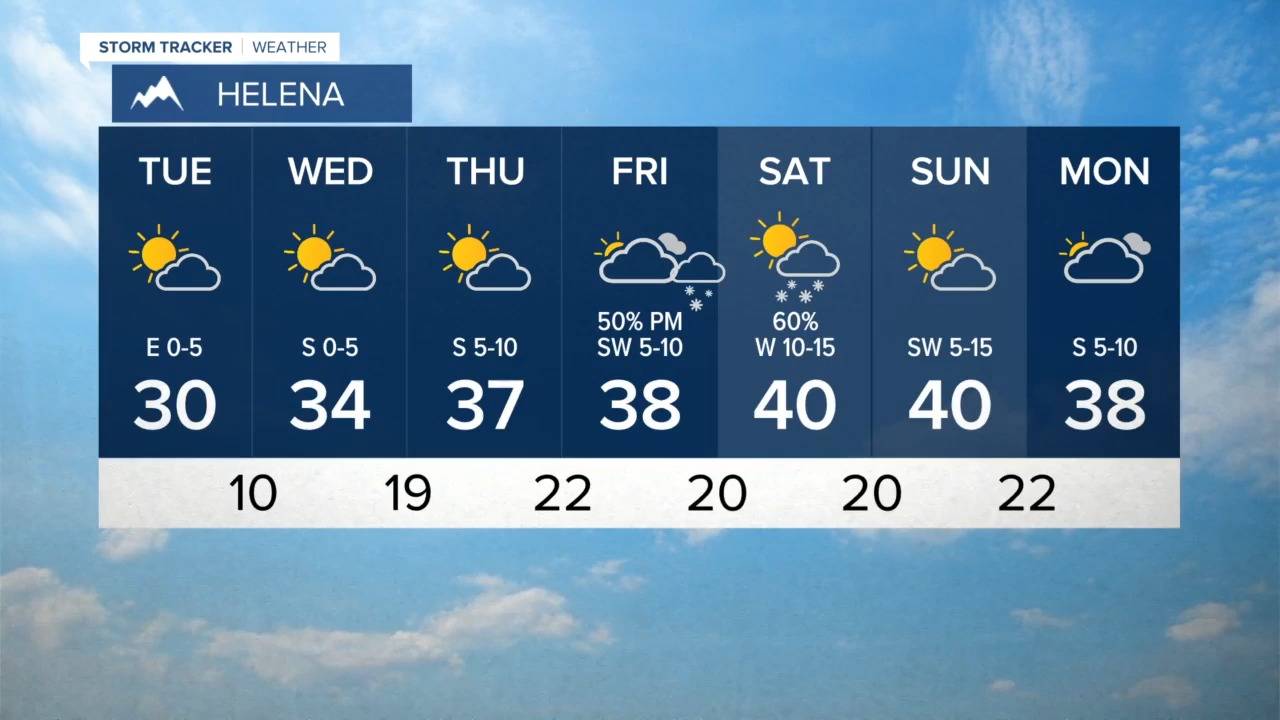 STORM TRACKER | WEATHER
HELENA
TUE WED THU FRI SAT SUN MON
50% PM 60%
E 0-5 S 0-5 S 5-10 SW 5-10 W 10-15 SW 5-15 S 5-10
30 34 37 38 40 40 38
10 19 22 20 20 22